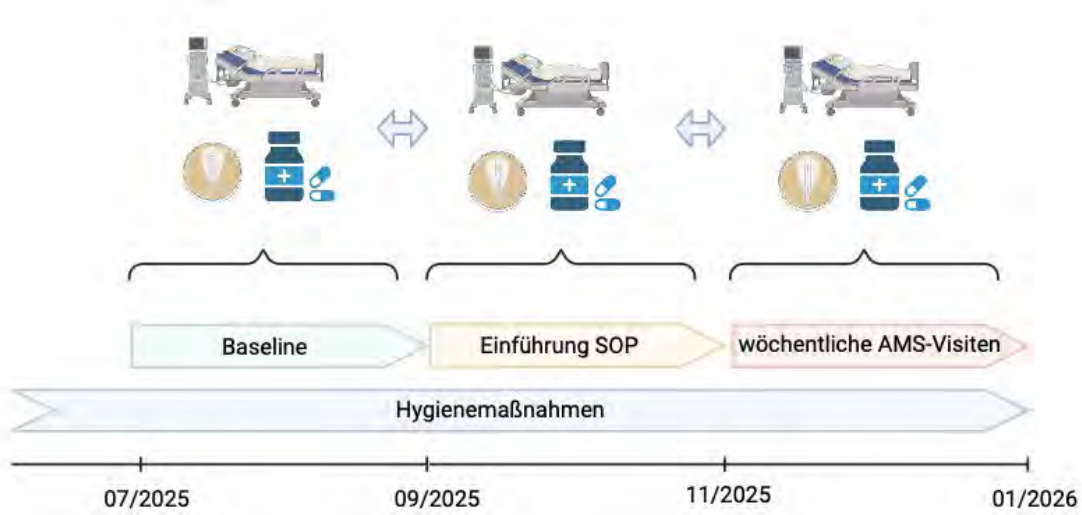 Baseline
Einführung SOP
wöchentliche AMS-Visiten
Hygienemaßnahmen
07/2025
09/2025
11/2025
01/2026